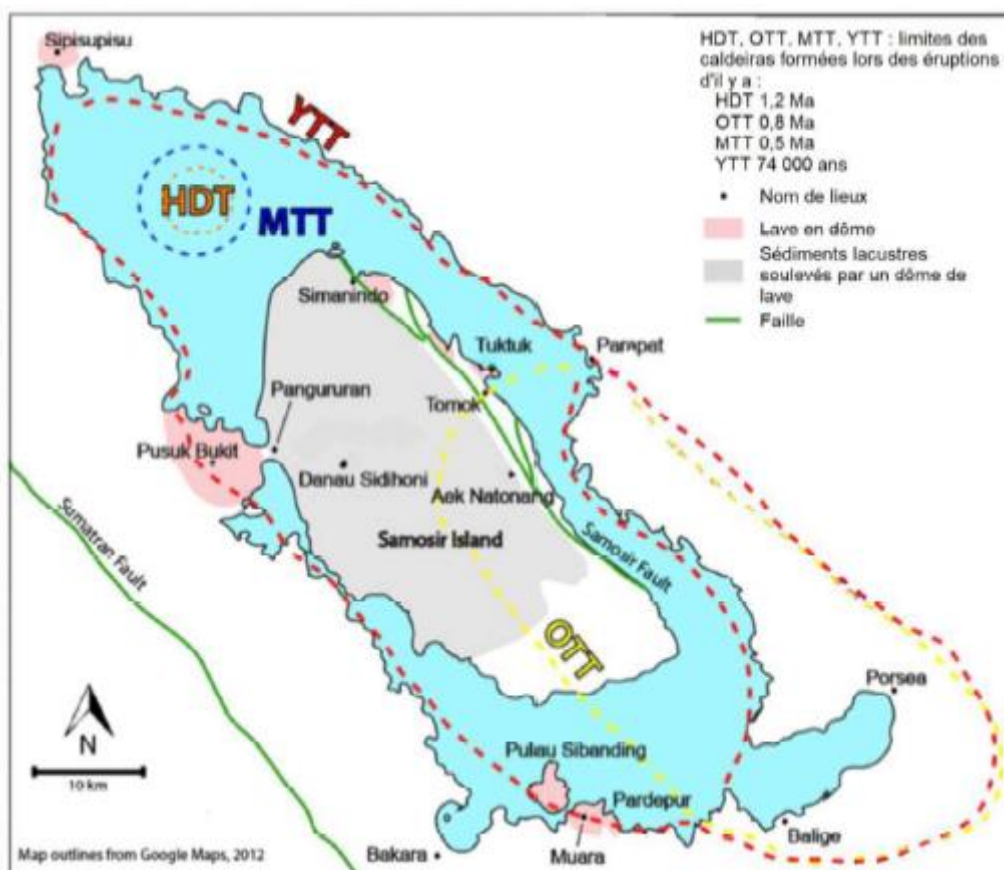 Sipisupisu
YTT
HDT
MTT
HDT, OTT, MTT, YTT : limites des
caldeiras formées lors des éruptions
d'il y a :
HDT 1,2 Ma
OTT 0,8 Ma
MTT 0,5 Ma
YTT 74 000 ans
Nom de lieux
Lave en dôme
Sédiments lacustres
soulevés par un dôme de
lave
Faille
Simanindo
Tuktuk
Parapat
Tomok
Pangururan
Pusuk Bukit
Danau Sidihoni
Aek Natonang
Samosir Island
Samosir Fault
Sumatran Fault
OTT
Porsea
N
10 km
Pulau Sibanding
Pardepur
Balige
Muara
Bakara
Map outlines from Google Maps, 2012